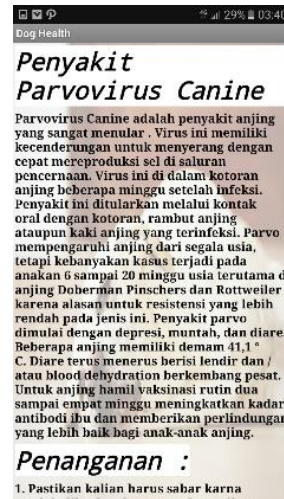 29% 03:40
Dog Health
Penyakit
Parvovirus Canine
Parvovirus Canine adalah penyakit anjing
yang sangat menular . Virus ini memiliki
kecenderungan untuk menyerang dengan
cepat mereproduksi sel di saluran
pencernaan. Virus ini di dalam kotoran
anjing beberapa minggu setelah infeksi.
Penyakit ini ditularkan melalui kontak
oral dengan kotoran, rambut anjing
ataupun kaki anjing yang terinfeksi. Parvo
mempengaruhi anjing dari segala usia,
tetapi kebanyakan kasus terjadi pada
anakan 6 sampai 20 minggu usia terutama d
anjing Doberman Pinschers dan Rottweiler
karena alasan untuk resistensi yang lebih
rendah pada jenis ini. Penyakit parvo
dimulai dengan depresi, muntah, dan diare.
Beberapa anjing memiliki demam 41,1 °
C. Diare terus menerus berisi lendir dan /
atau blood dehydration berkembang pesat.
Untuk anjing hamil vaksinasi rutin dua
sampai empat minggu meningkatkan kadar
antibodi ibu dan memberikan perlindungan
yang lebih baik bagi anak-anak anjing.
Penanganan :
1. Pastikan kalian harus sabar karna